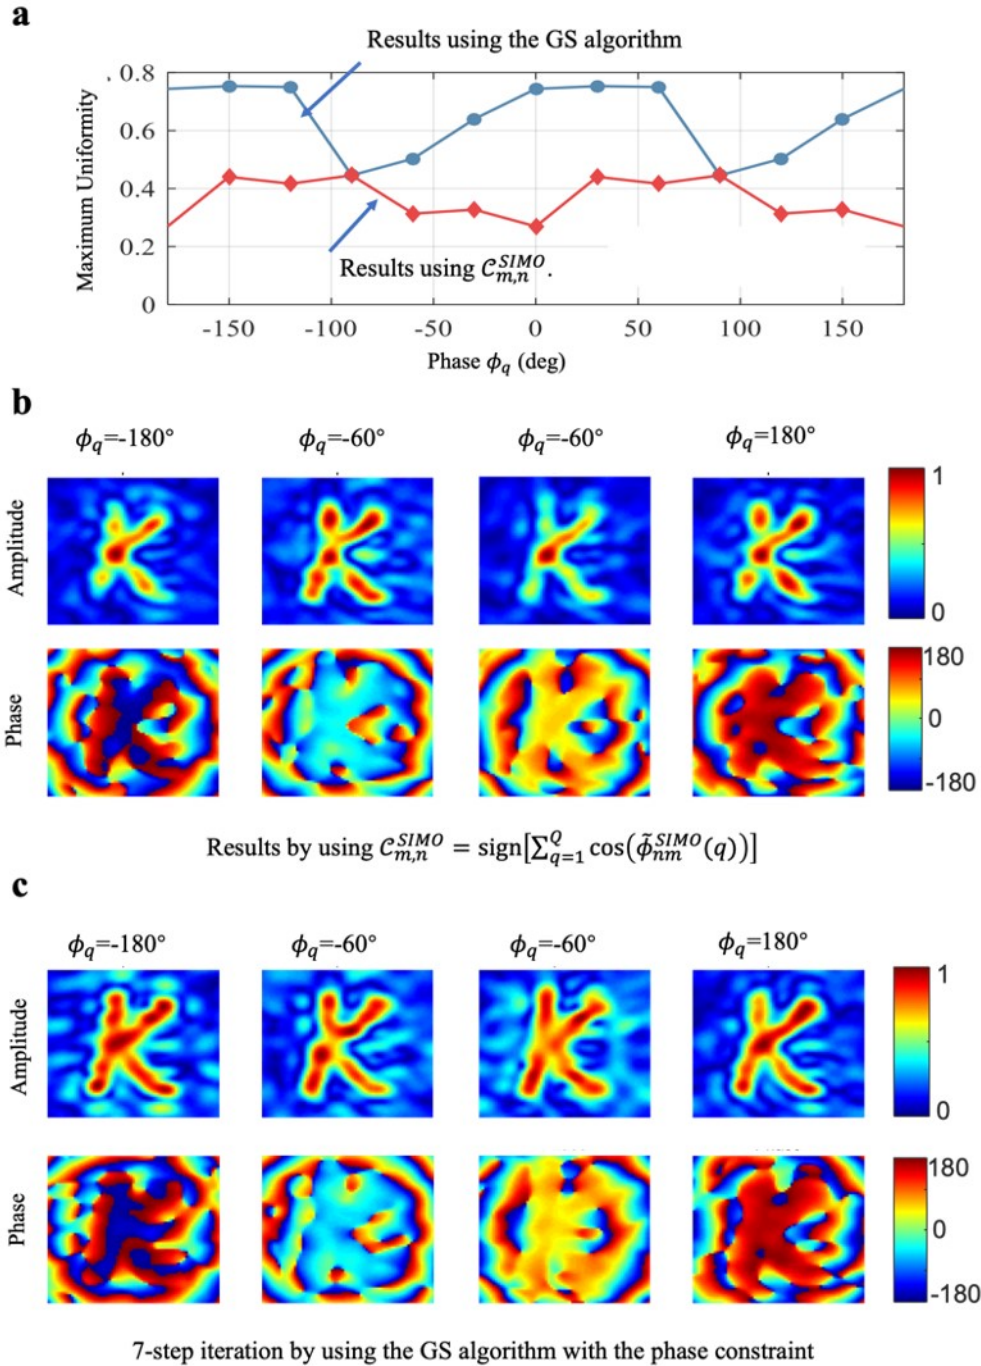 a
Results using the GS algorithm
0.8
0.6
0.4
0.2
0
Maximum Uniformity
Results using 𝒞_{m,n}^{SIMO}.
-150 -100 -50 0 50 100 150
Phase ϕ_q (deg)
b
ϕ_q=-180° ϕ_q=-60° ϕ_q=-60° ϕ_q=180°
Amplitude
1
0
Phase
180
0
-180
Results by using 𝒞_{m,n}^{SIMO} = sign[∑_{q=1}^{Q} cos(ϕ̃_{nm}^{SIMO}(q))]
c
ϕ_q=-180° ϕ_q=-60° ϕ_q=-60° ϕ_q=180°
Amplitude
1
0
Phase
180
0
-180
7-step iteration by using the GS algorithm with the phase constraint